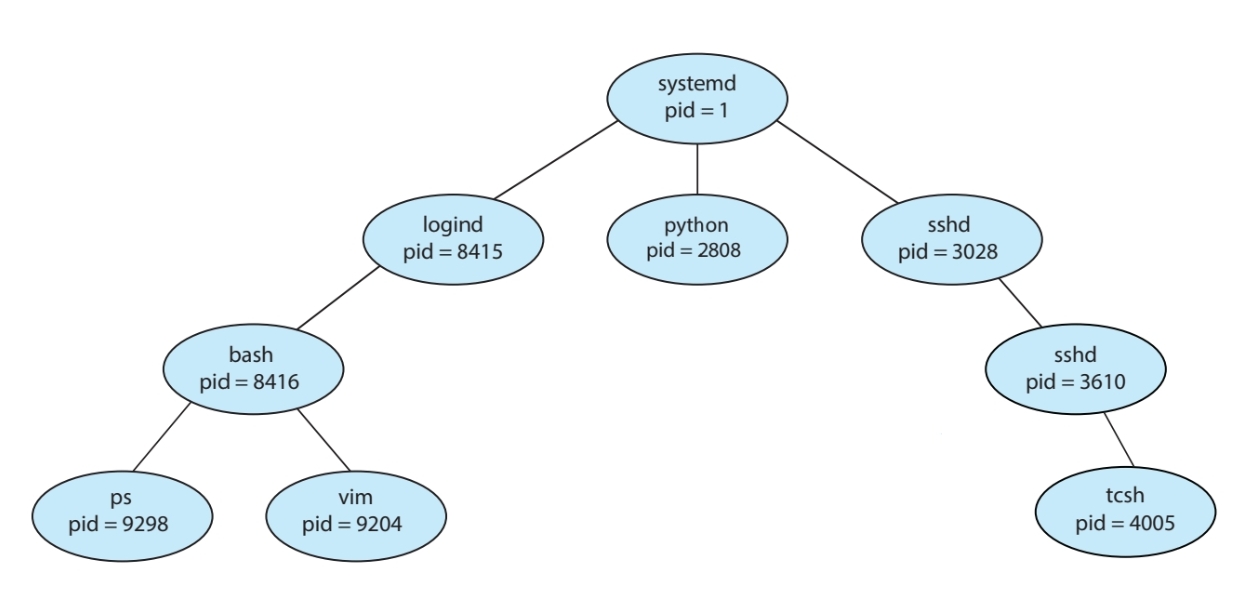 systemd
pid = 1
logind
pid = 8415
python
pid = 2808
sshd
pid = 3028
bash
pid = 8416
sshd
pid = 3610
ps
pid = 9298
vim
pid = 9204
tcsh
pid = 4005